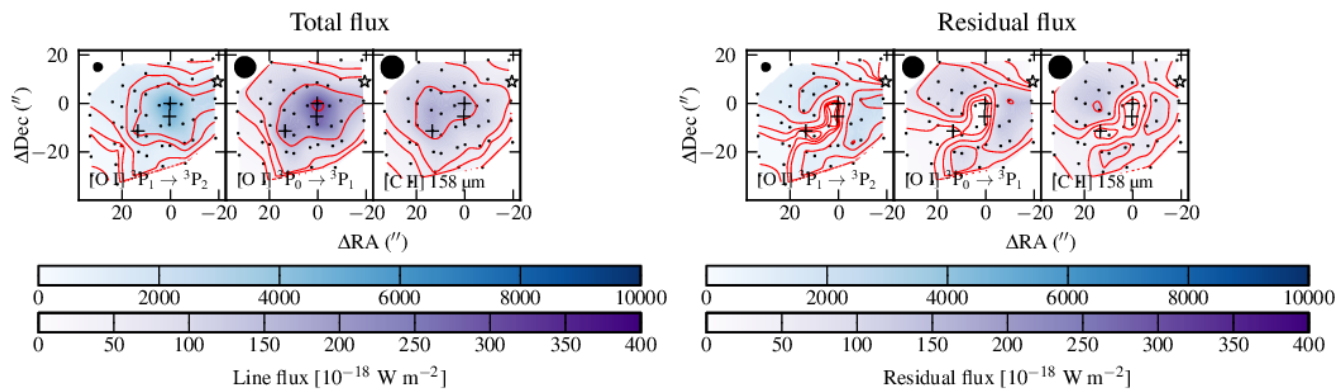 Total flux
Residual flux
20
0
−20
ΔDec (″)
[O I] ³P₁ → ³P₂
[O I] ³P₀ → ³P₁
[C II] 158 μm
20 0 −20
20 0 −20
20 0 −20
ΔRA (″)
0 2000 4000 6000 8000 10000
0 50 100 150 200 250 300 350 400
Line flux [10⁻¹⁸ W m⁻²]
20
0
−20
ΔDec (″)
[O I] ³P₁ → ³P₂
[O I] ³P₀ → ³P₁
[C II] 158 μm
20 0 −20
20 0 −20
20 0 −20
ΔRA (″)
0 2000 4000 6000 8000 10000
0 50 100 150 200 250 300 350 400
Residual flux [10⁻¹⁸ W m⁻²]